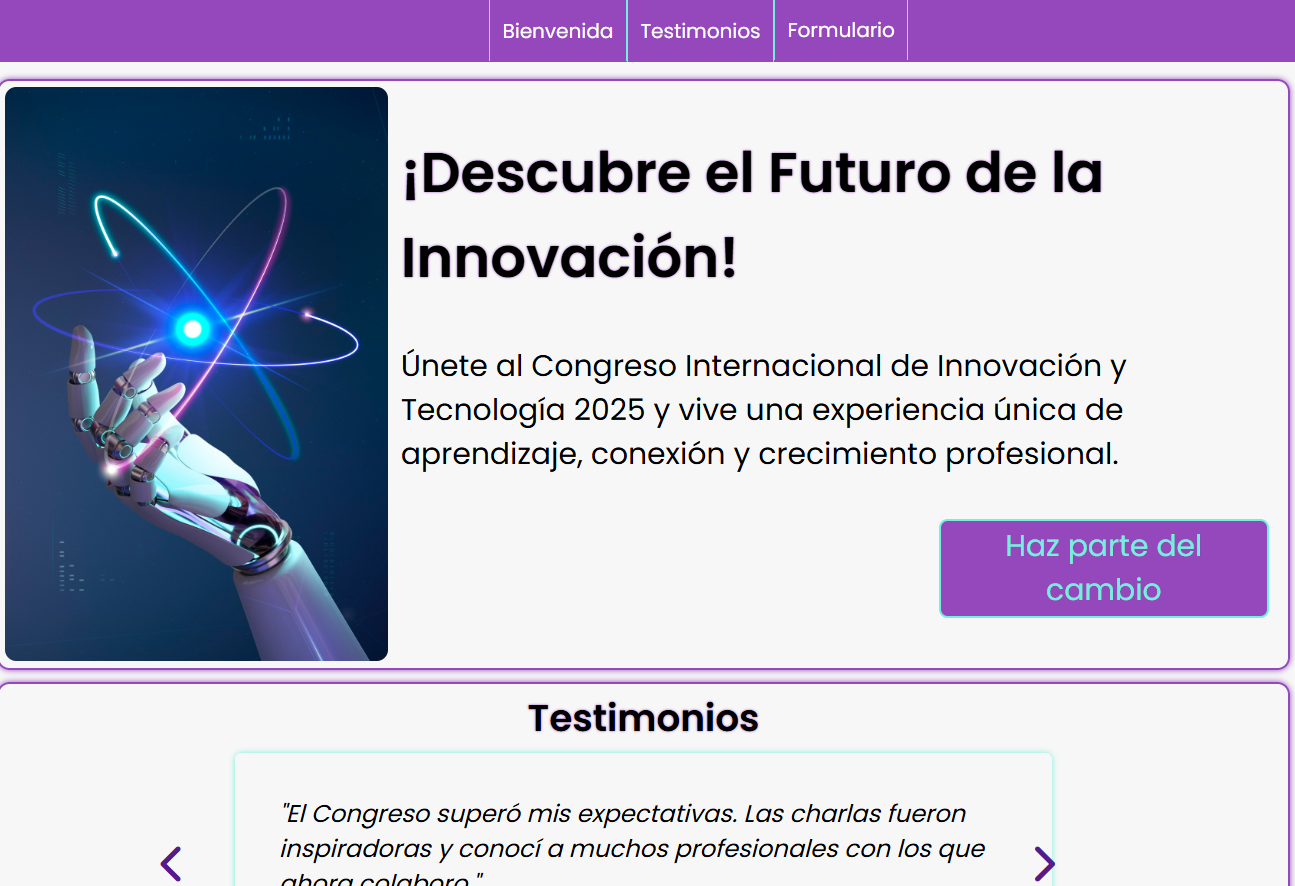 Bienvenida
Testimonios
Formulario
¡Descubre el Futuro de la
Innovación!
Únete al Congreso Internacional de Innovación y
Tecnología 2025 y vive una experiencia única de
aprendizaje, conexión y crecimiento profesional.
Haz parte del
cambio
Testimonios
"El Congreso superó mis expectativas. Las charlas fueron
inspiradoras y conocí a muchos profesionales con los que
ahora colaboro."